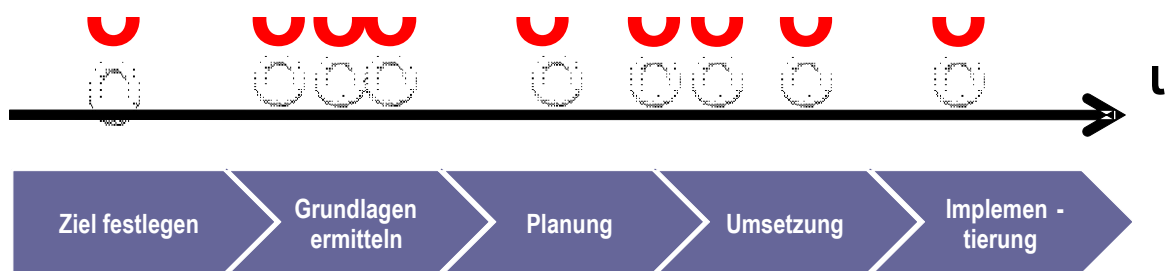 Ziel festlegen
Grundlagen
ermitteln
Planung
Umsetzung
Implemen -
tierung